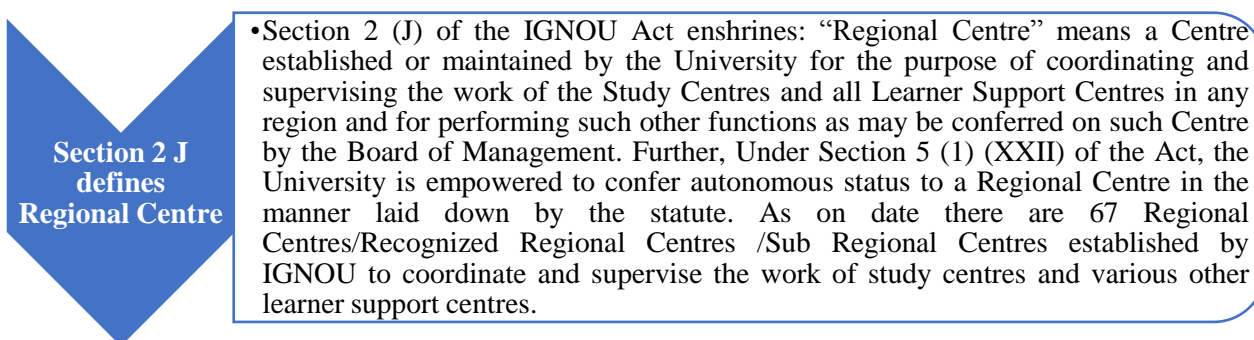 Section 2 J
defines
Regional Centre
•Section 2 (J) of the IGNOU Act enshrines: “Regional Centre” means a Centre
established or maintained by the University for the purpose of coordinating and
supervising the work of the Study Centres and all Learner Support Centres in any
region and for performing such other functions as may be conferred on such Centre
by the Board of Management. Further, Under Section 5 (1) (XXII) of the Act, the
University is empowered to confer autonomous status to a Regional Centre in the
manner laid down by the statute. As on date there are 67 Regional
Centres/Recognized Regional Centres /Sub Regional Centres established by
IGNOU to coordinate and supervise the work of study centres and various other
learner support centres.